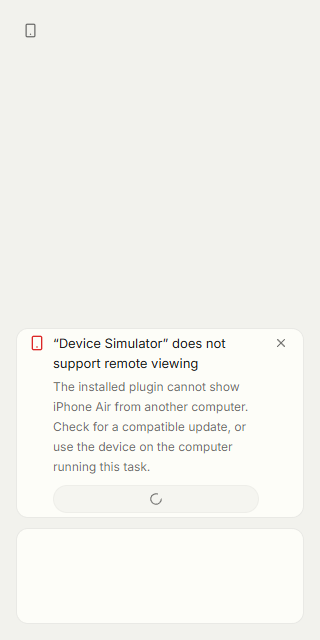 “Device Simulator” does not
support remote viewing
The installed plugin cannot show
iPhone Air from another computer.
Check for a compatible update, or
use the device on the computer
running this task.